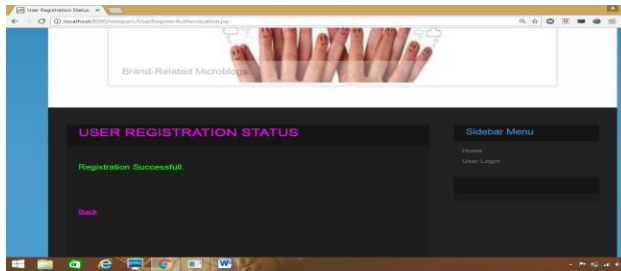 User Registration Status..
localhost:8080/netspam/UserRegisterAuthentication.jsp
Brand-Related Microblogs
USER REGISTRATION STATUS
Registration Successfull.
Back
Sidebar Menu
Home
User Login